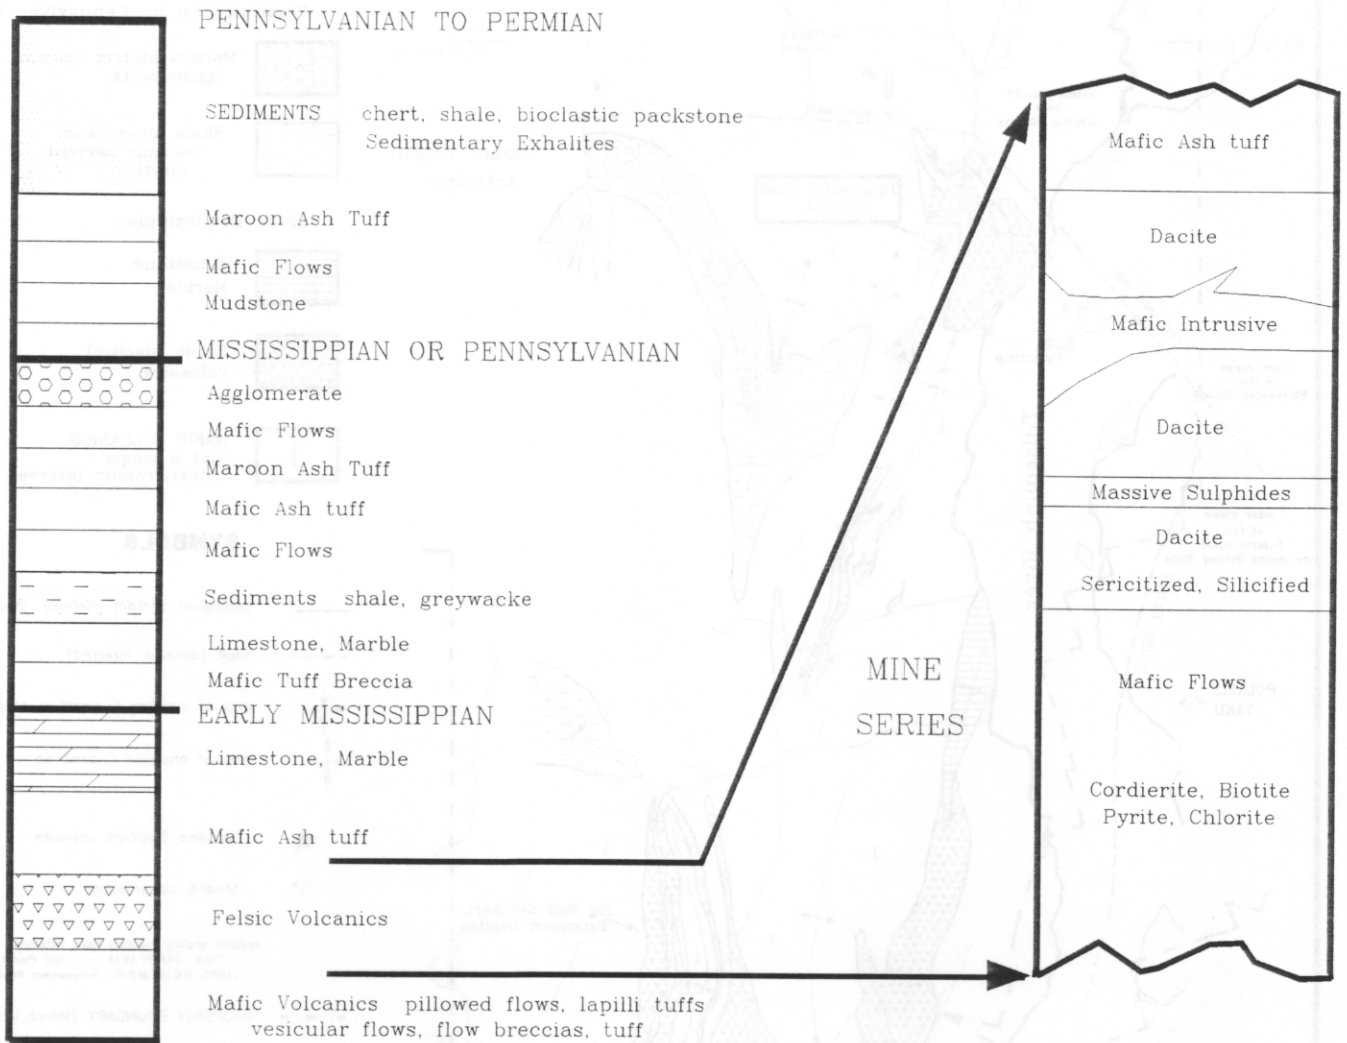 PENNSYLVANIAN TO PERMIAN
SEDIMENTS chert, shale, bioclastic packstone
Sedimentary Exhalites
Maroon Ash Tuff
Mafic Flows
Mudstone
MISSISSIPPIAN OR PENNSYLVANIAN
Agglomerate
Mafic Flows
Maroon Ash Tuff
Mafic Ash tuff
Mafic Flows
Sediments shale, greywacke
Limestone, Marble
Mafic Tuff Breccia
EARLY MISSISSIPPIAN
Limestone, Marble
Mafic Ash tuff
Felsic Volcanics
Mafic Volcanics pillowed flows, lapilli tuffs
vesicular flows, flow breccias, tuff
MINE
SERIES
Mafic Ash tuff
Dacite
Mafic Intrusive
Dacite
Massive Sulphides
Dacite
Sericitized, Silicified
Mafic Flows
Cordierite, Biotite
Pyrite, Chlorite